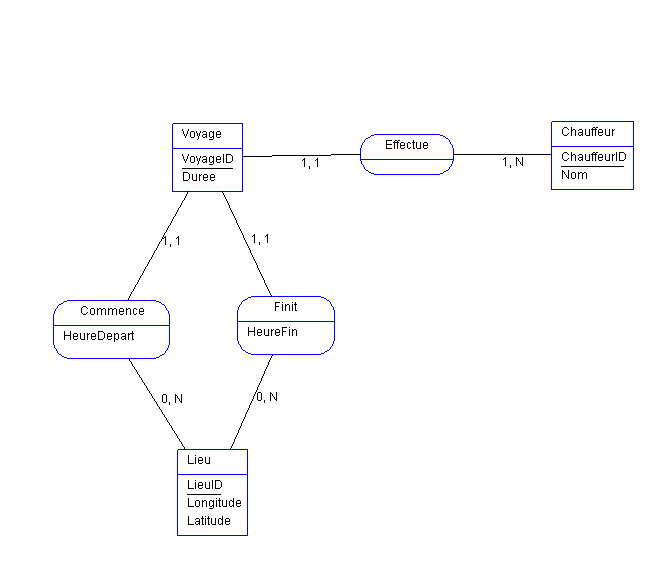 Voyage
VoyageID
Duree
1, 1
Effectue
1, N
Chauffeur
ChauffeurID
Nom
1, 1
1, 1
Commence
HeureDepart
Finit
HeureFin
0, N
0, N
Lieu
LieuID
Longitude
Latitude